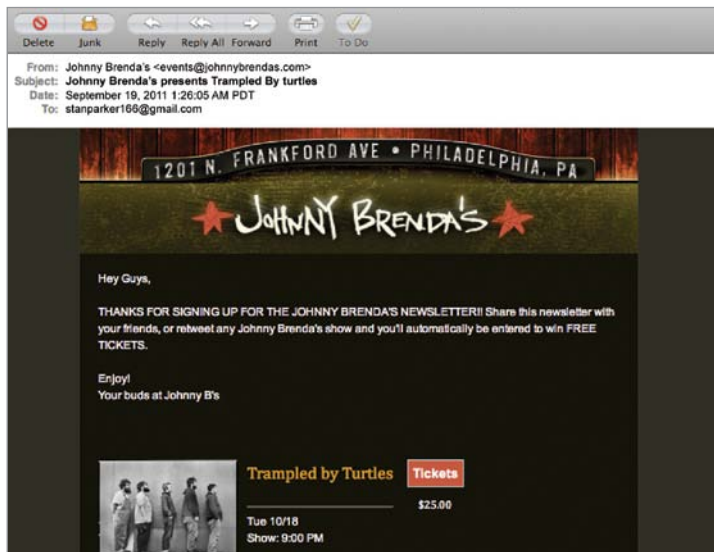 Delete Junk Reply Reply All Forward Print To Do
From: Johnny Brenda's <events@johnnybrendas.com>
Subject: Johnny Brenda's presents Trampled By turtles
Date: September 19, 2011 1:26:05 AM PDT
To: stanparker166@gmail.com
1201 N. FRANKFORD AVE • PHILADELPHIA, PA
JOHNNY BRENDA'S
Hey Guys,
THANKS FOR SIGNING UP FOR THE JOHNNY BRENDA'S NEWSLETTER!! Share this newsletter with
your friends, or retweet any Johnny Brenda's show and you'll automatically be entered to win FREE
TICKETS.
Enjoy!
Your buds at Johnny B's
Trampled by Turtles Tickets
$25.00
Tue 10/18
Show: 9:00 PM